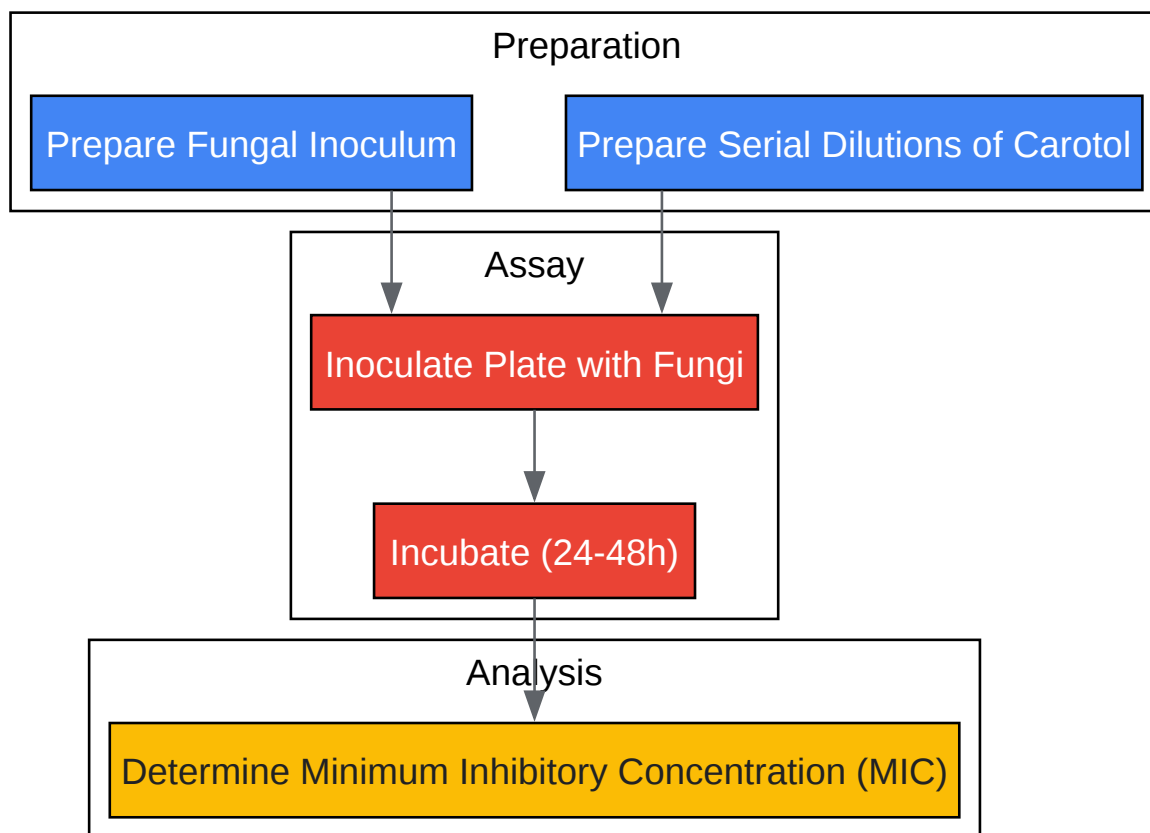 Preparation
Prepare Fungal Inoculum
Prepare Serial Dilutions of Carotol
Assay
Inoculate Plate with Fungi
Incubate (24-48h)
Analysis
Determine Minimum Inhibitory Concentration (MIC)